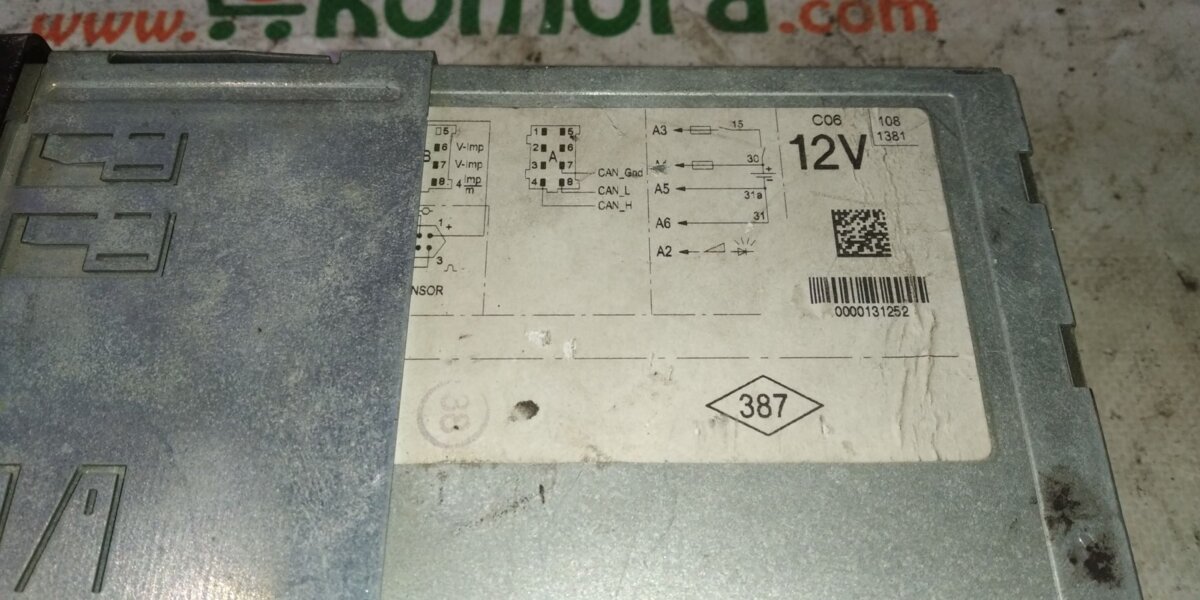 www.komora.com
C06
108
1381
12V
5
6
7
8
B
V-Imp
V-Imp
4 Imp/m
1 5
2 6
3 7
4 8
A
CAN_Gnd
CAN_L
CAN_H
A3
15
30
A5
31a
A6
31
A2
1 +
3
NSOR
0000131252
38
387